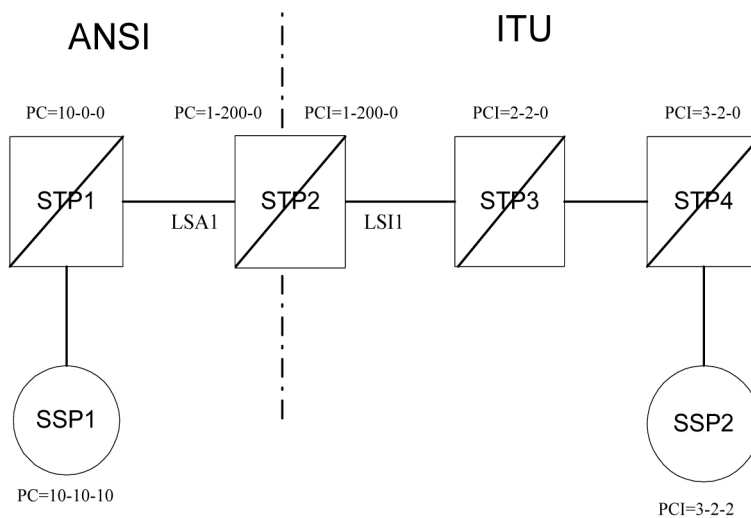 ANSI
ITU
PC=10-0-0
PC=1-200-0
PCI=1-200-0
PCI=2-2-0
PCI=3-2-0
STP1
STP2
STP3
STP4
LSA1
LSI1
SSP1
SSP2
PC=10-10-10
PCI=3-2-2